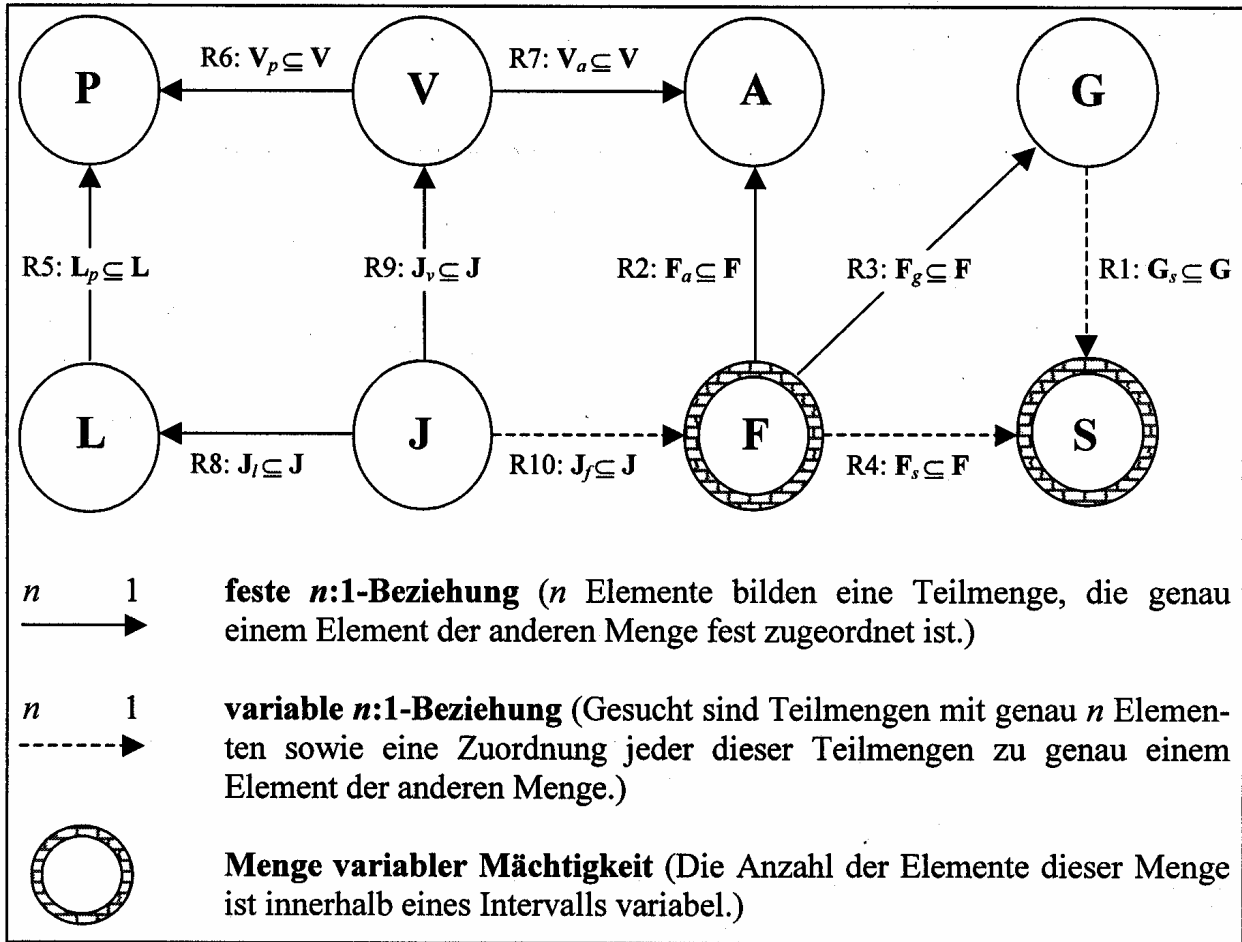 R6: Vp ⊆ V R7: Va ⊆ V
P V A G
R5: Lp ⊆ L R9: Jv ⊆ J R2: Fa ⊆ F R3: Fg ⊆ F R1: Gs ⊆ G
L J F S
R8: Jl ⊆ J R10: Jf ⊆ J R4: Fs ⊆ F
n 1 feste n:1-Beziehung (n Elemente bilden eine Teilmenge, die genau
einem Element der anderen Menge fest zugeordnet ist.)
n 1 variable n:1-Beziehung (Gesucht sind Teilmengen mit genau n Elemen-
ten sowie eine Zuordnung jeder dieser Teilmengen zu genau einem
Element der anderen Menge.)
Menge variabler Mächtigkeit (Die Anzahl der Elemente dieser Menge
ist innerhalb eines Intervalls variabel.)